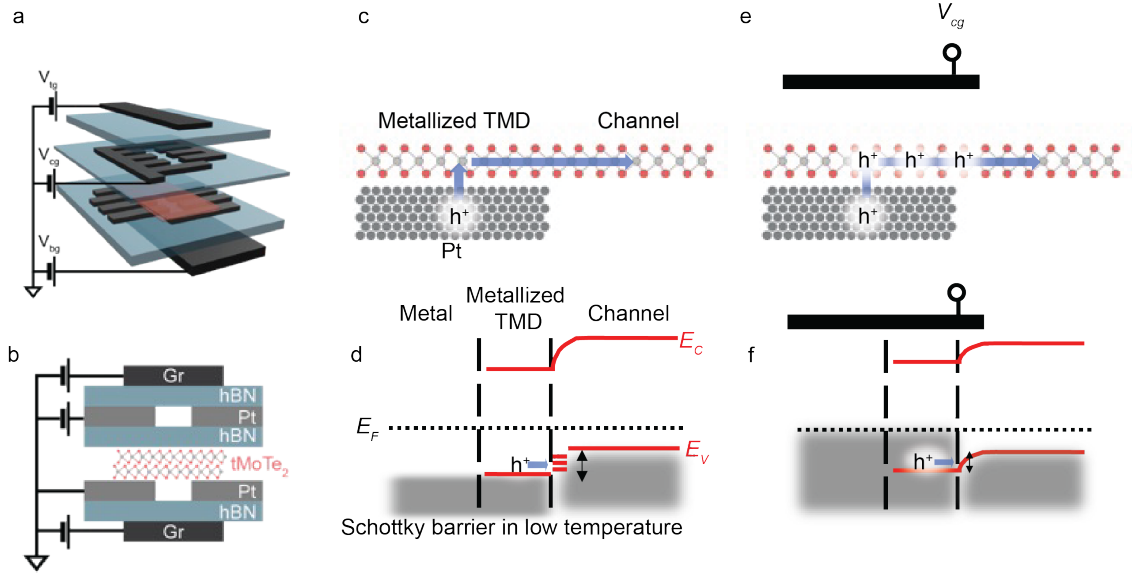 a
V_tg
V_cg
V_bg
b
Gr
hBN
Pt
hBN
tMoTe₂
Pt
hBN
Gr
c
Metallized TMD Channel
h⁺
Pt
d
Metal
Metallized
TMD
Channel
E_C
E_F
E_V
h⁺
Schottky barrier in low temperature
e
V_cg
h⁺ h⁺ h⁺
h⁺
f
h⁺